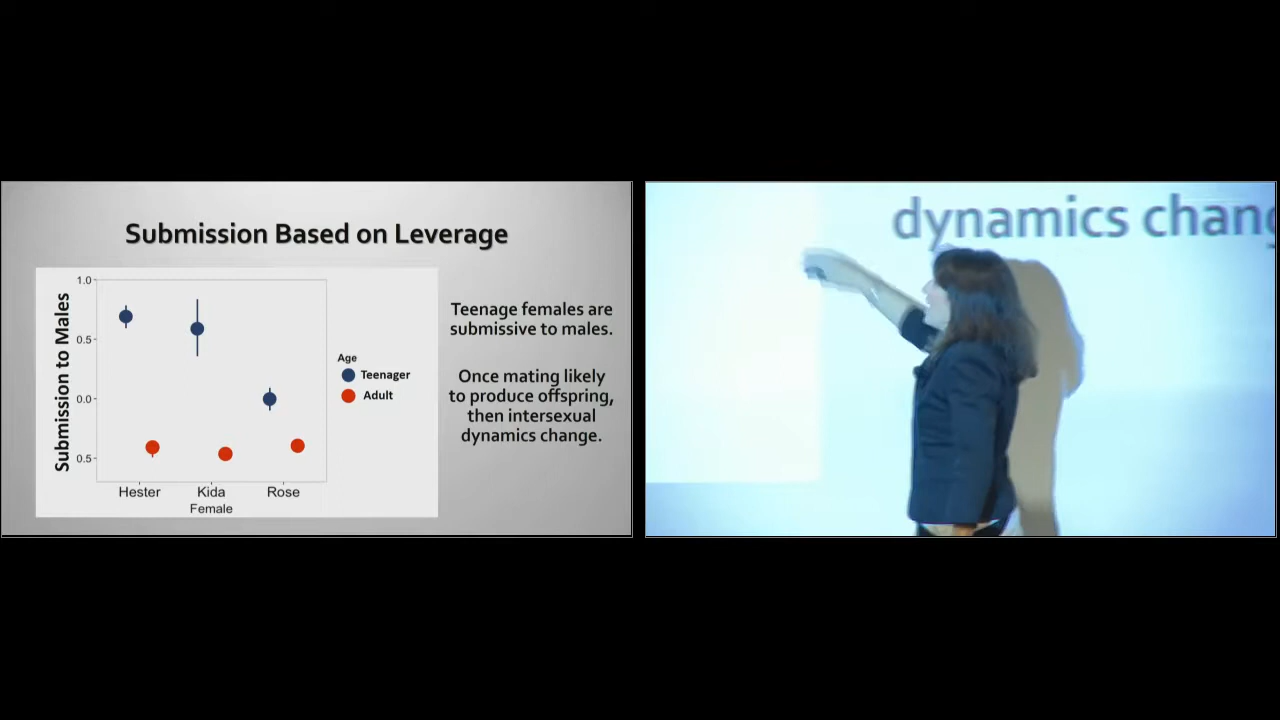 Submission Based on Leverage
Submission to Males
1.0
0.5
0.0
0.5
Hester Kida Rose
Female
Age
Teenager
Adult
Teenage females are
submissive to males.
Once mating likely
to produce offspring,
then intersexual
dynamics change.
dynamics chang